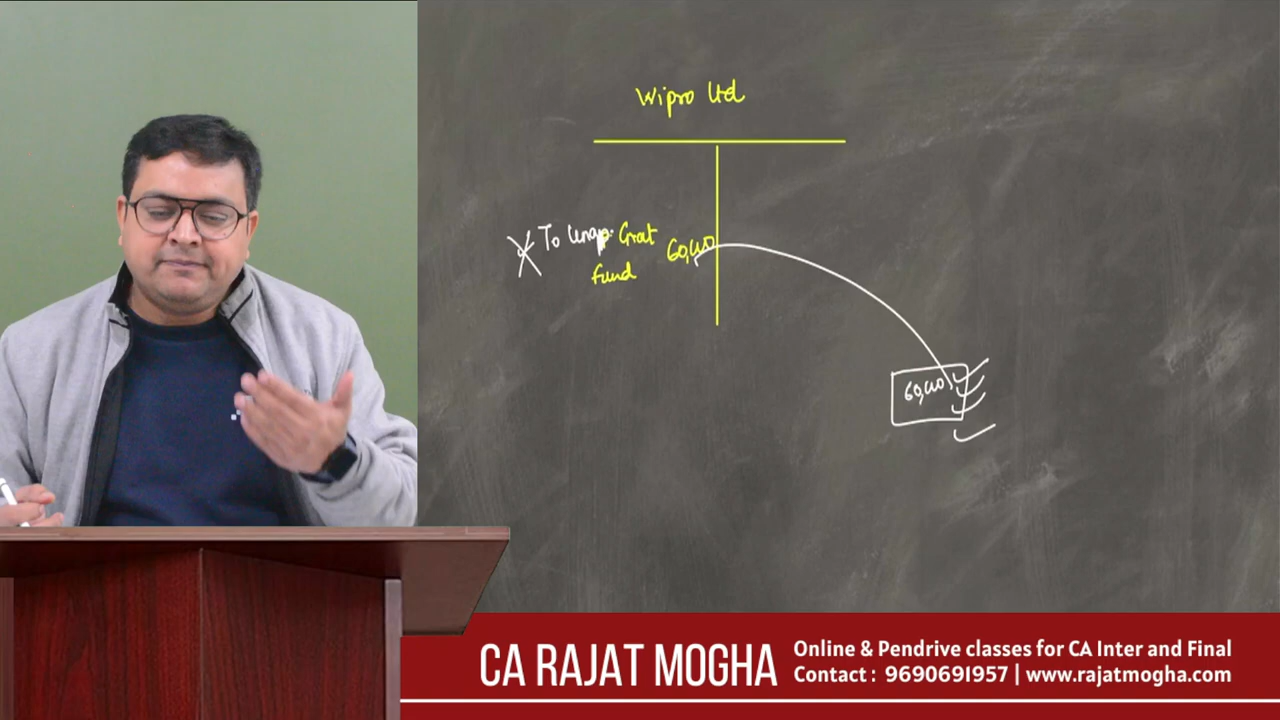 Wipro Ltd
To Unap. Grat 60,000
Fund
60,000
CA RAJAT MOGHA
Online & Pendrive classes for CA Inter and Final
Contact : 9690691957 | www.rajatmogha.com